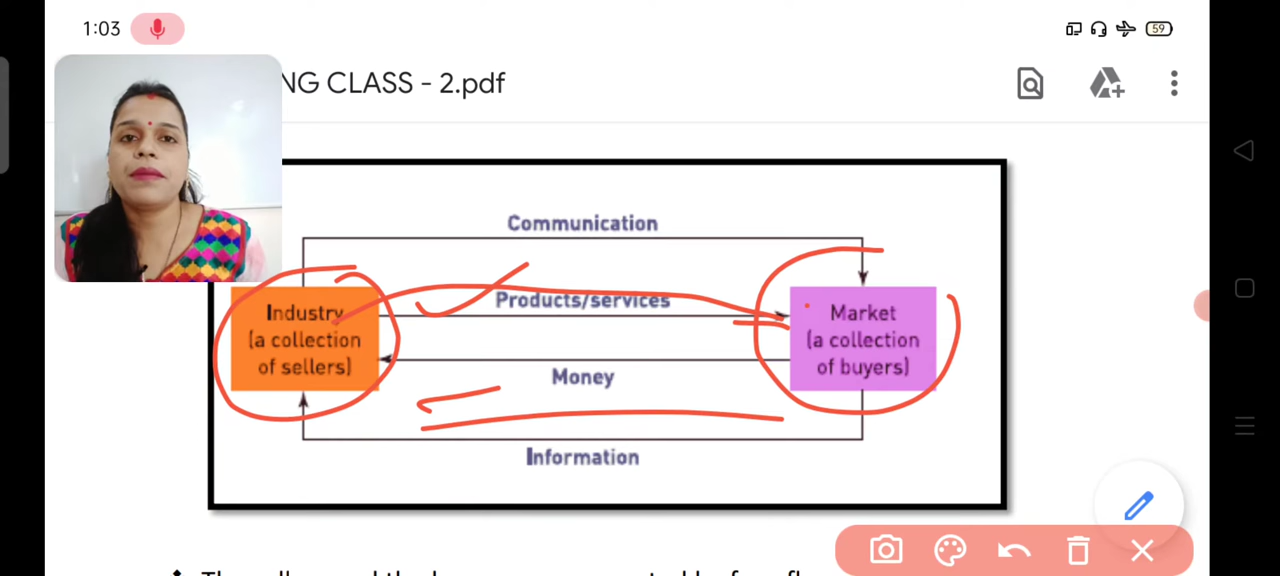 1:03
59
NG CLASS - 2.pdf
Communication
Products/services
Industry
(a collection
of sellers)
Market
(a collection
of buyers)
Money
Information